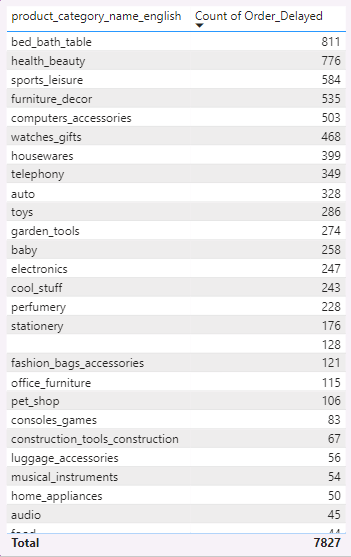 product_category_name_english Count of Order_Delayed
bed_bath_table 811
health_beauty 776
sports_leisure 584
furniture_decor 535
computers_accessories 503
watches_gifts 468
housewares 399
telephony 349
auto 328
toys 286
garden_tools 274
baby 258
electronics 247
cool_stuff 243
perfumery 228
stationery 176
128
fashion_bags_accessories 121
office_furniture 115
pet_shop 106
consoles_games 83
construction_tools_construction 67
luggage_accessories 56
musical_instruments 54
home_appliances 50
audio 45
food 44
Total 7827